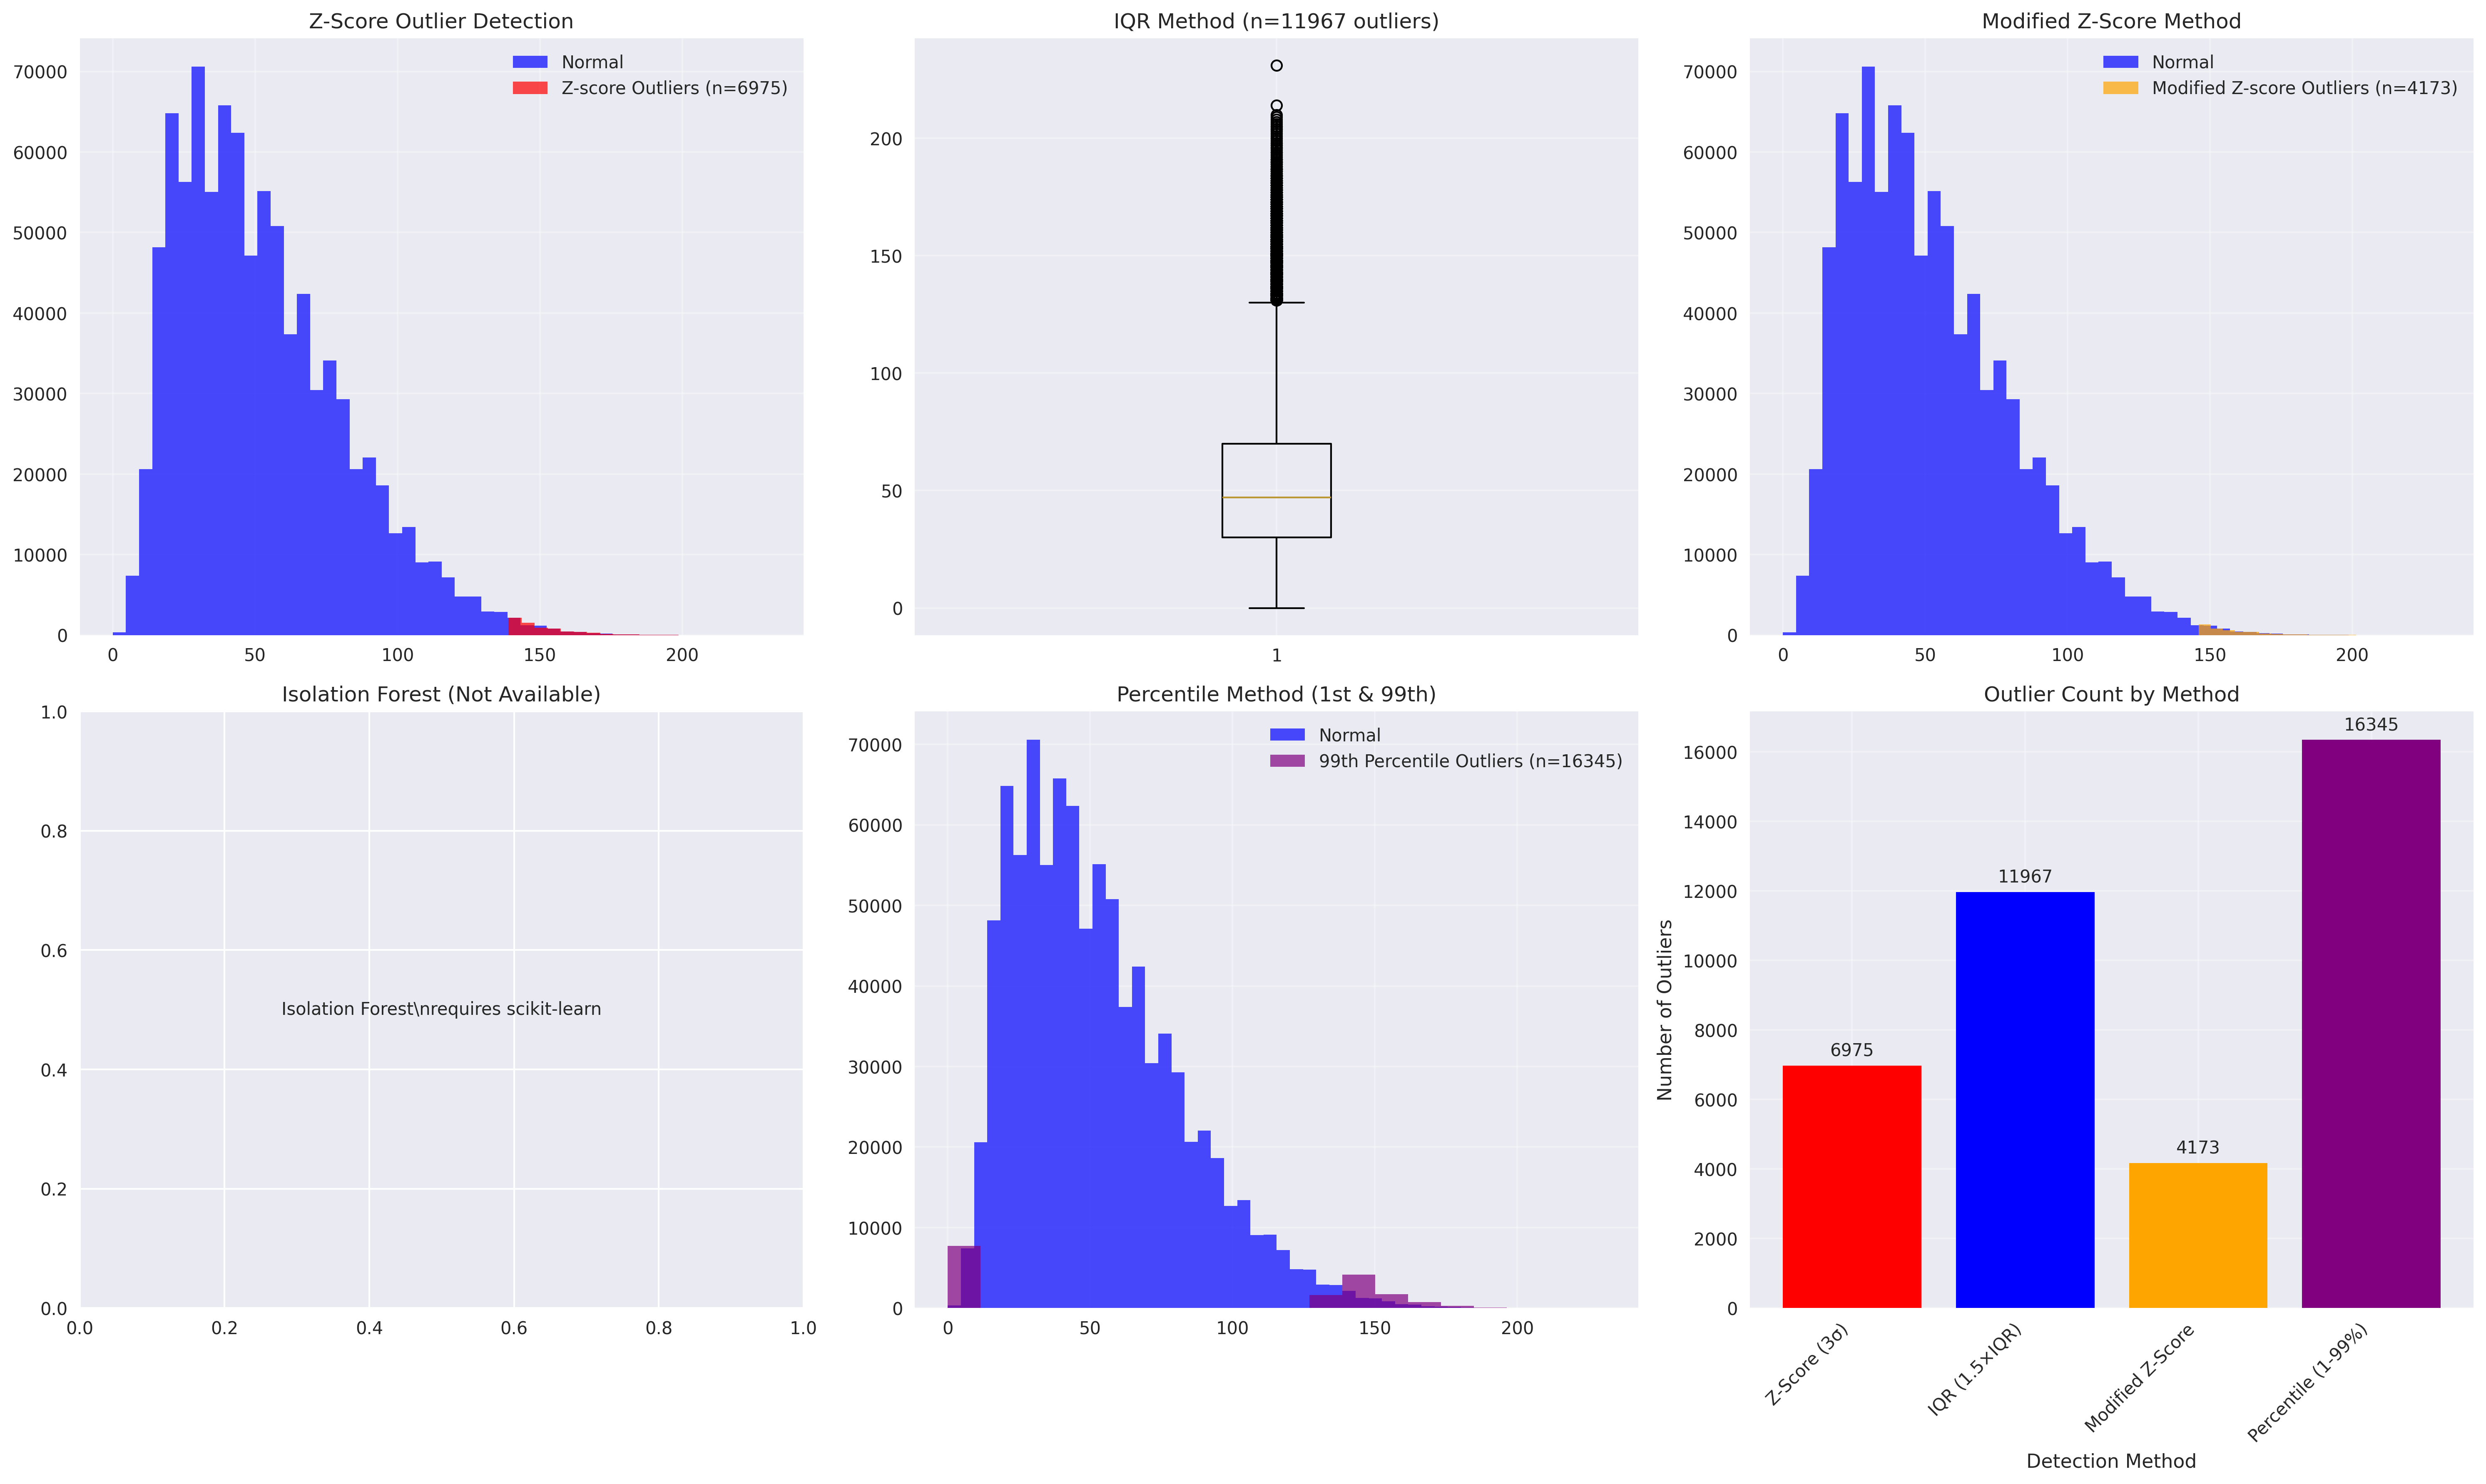 Z-Score Outlier Detection
Normal
Z-score Outliers (n=6975)
70000
60000
50000
40000
30000
20000
10000
0
0 50 100 150 200
IQR Method (n=11967 outliers)
200
150
100
50
0
1
Modified Z-Score Method
Normal
Modified Z-score Outliers (n=4173)
70000
60000
50000
40000
30000
20000
10000
0
0 50 100 150 200
Isolation Forest (Not Available)
1.0
0.8
0.6
Isolation Forest\nrequires scikit-learn
0.4
0.2
0.0
0.0 0.2 0.4 0.6 0.8 1.0
Percentile Method (1st & 99th)
Normal
99th Percentile Outliers (n=16345)
70000
60000
50000
40000
30000
20000
10000
0
0 50 100 150 200
Outlier Count by Method
Number of Outliers
16000
14000
12000
10000
8000
6000
4000
2000
0
6975
11967
4173
16345
Z-Score (3σ)
IQR (1.5×IQR)
Modified Z-Score
Percentile (1-99%)
Detection Method